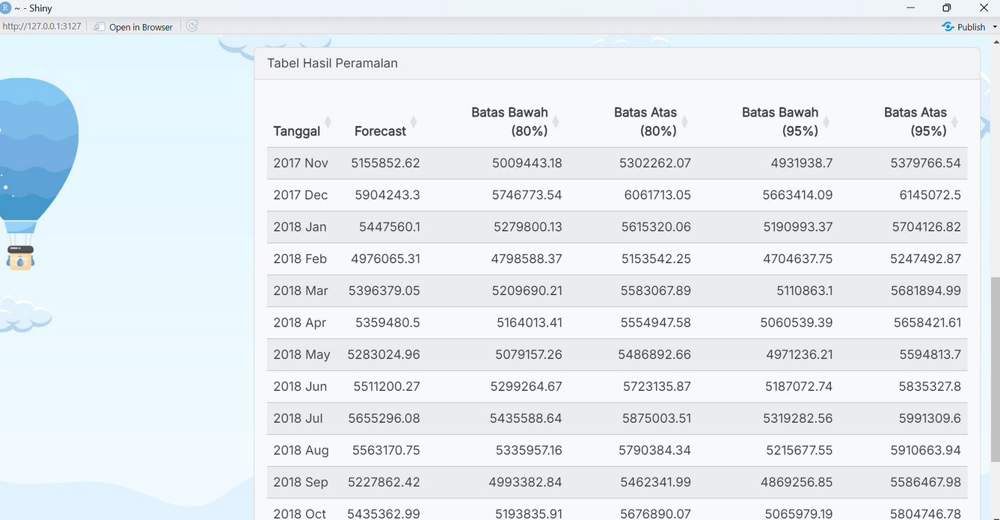 R ~ - Shiny
http://127.0.0.1:3127 Open in Browser Publish
Tabel Hasil Peramalan
Tanggal Forecast Batas Bawah (80%) Batas Atas (80%) Batas Bawah (95%) Batas Atas (95%)
2017 Nov 5155852.62 5009443.18 5302262.07 4931938.7 5379766.54
2017 Dec 5904243.3 5746773.54 6061713.05 5663414.09 6145072.5
2018 Jan 5447560.1 5279800.13 5615320.06 5190993.37 5704126.82
2018 Feb 4976065.31 4798588.37 5153542.25 4704637.75 5247492.87
2018 Mar 5396379.05 5209690.21 5583067.89 5110863.1 5681894.99
2018 Apr 5359480.5 5164013.41 5554947.58 5060539.39 5658421.61
2018 May 5283024.96 5079157.26 5486892.66 4971236.21 5594813.7
2018 Jun 5511200.27 5299264.67 5723135.87 5187072.74 5835327.8
2018 Jul 5655296.08 5435588.64 5875003.51 5319282.56 5991309.6
2018 Aug 5563170.75 5335957.16 5790384.34 5215677.55 5910663.94
2018 Sep 5227862.42 4993382.84 5462341.99 4869256.85 5586467.98
2018 Oct 5435362.99 5193835.91 5676890.07 5065979.19 5804746.78